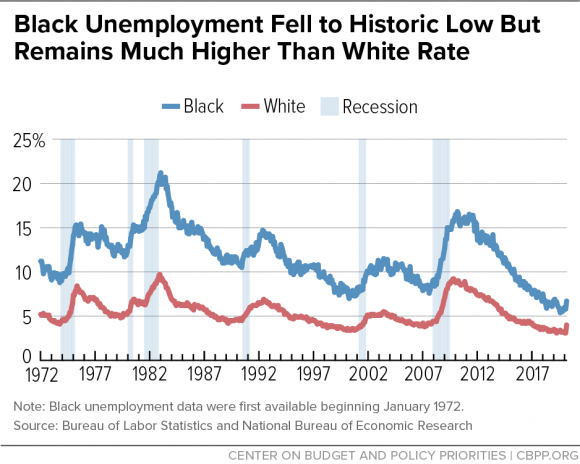 Black Unemployment Fell to Historic Low But
Remains Much Higher Than White Rate
Black White Recession
25%
20
15
10
5
0
1972 1977 1982 1987 1992 1997 2002 2007 2012 2017
Note: Black unemployment data were first available beginning January 1972.
Source: Bureau of Labor Statistics and National Bureau of Economic Research
CENTER ON BUDGET AND POLICY PRIORITIES | CBPP.ORG